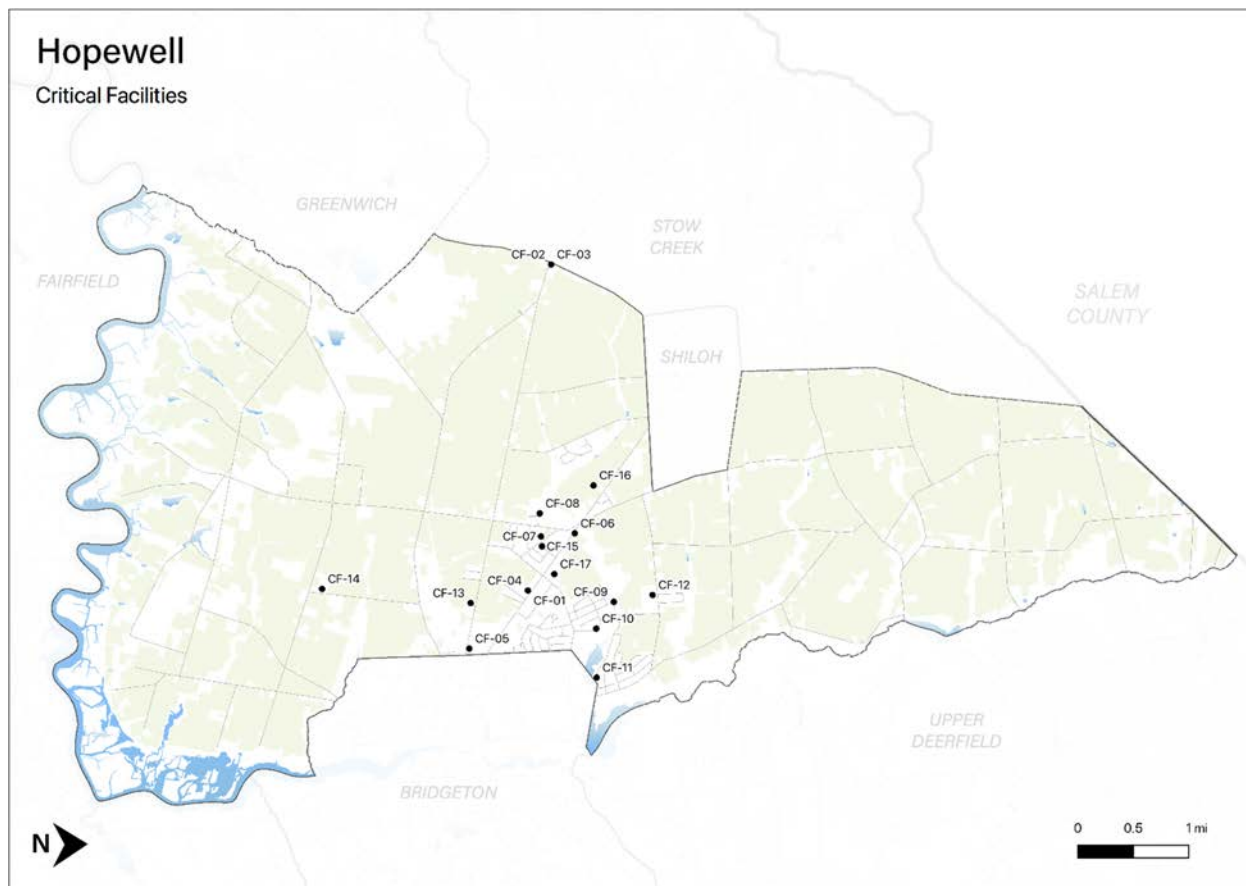 Hopewell
Critical Facilities
GREENWICH
STOW
CREEK
CF-02 CF-03
FAIRFIELD
SALEM
COUNTY
SHILOH
CF-16
CF-08
CF-06
CF-07
CF-15
CF-17
CF-14
CF-04
CF-09
CF-12
CF-13
CF-01
CF-10
CF-05
CF-11
UPPER
DEERFIELD
BRIDGETON
N
0 0.5 1 mi